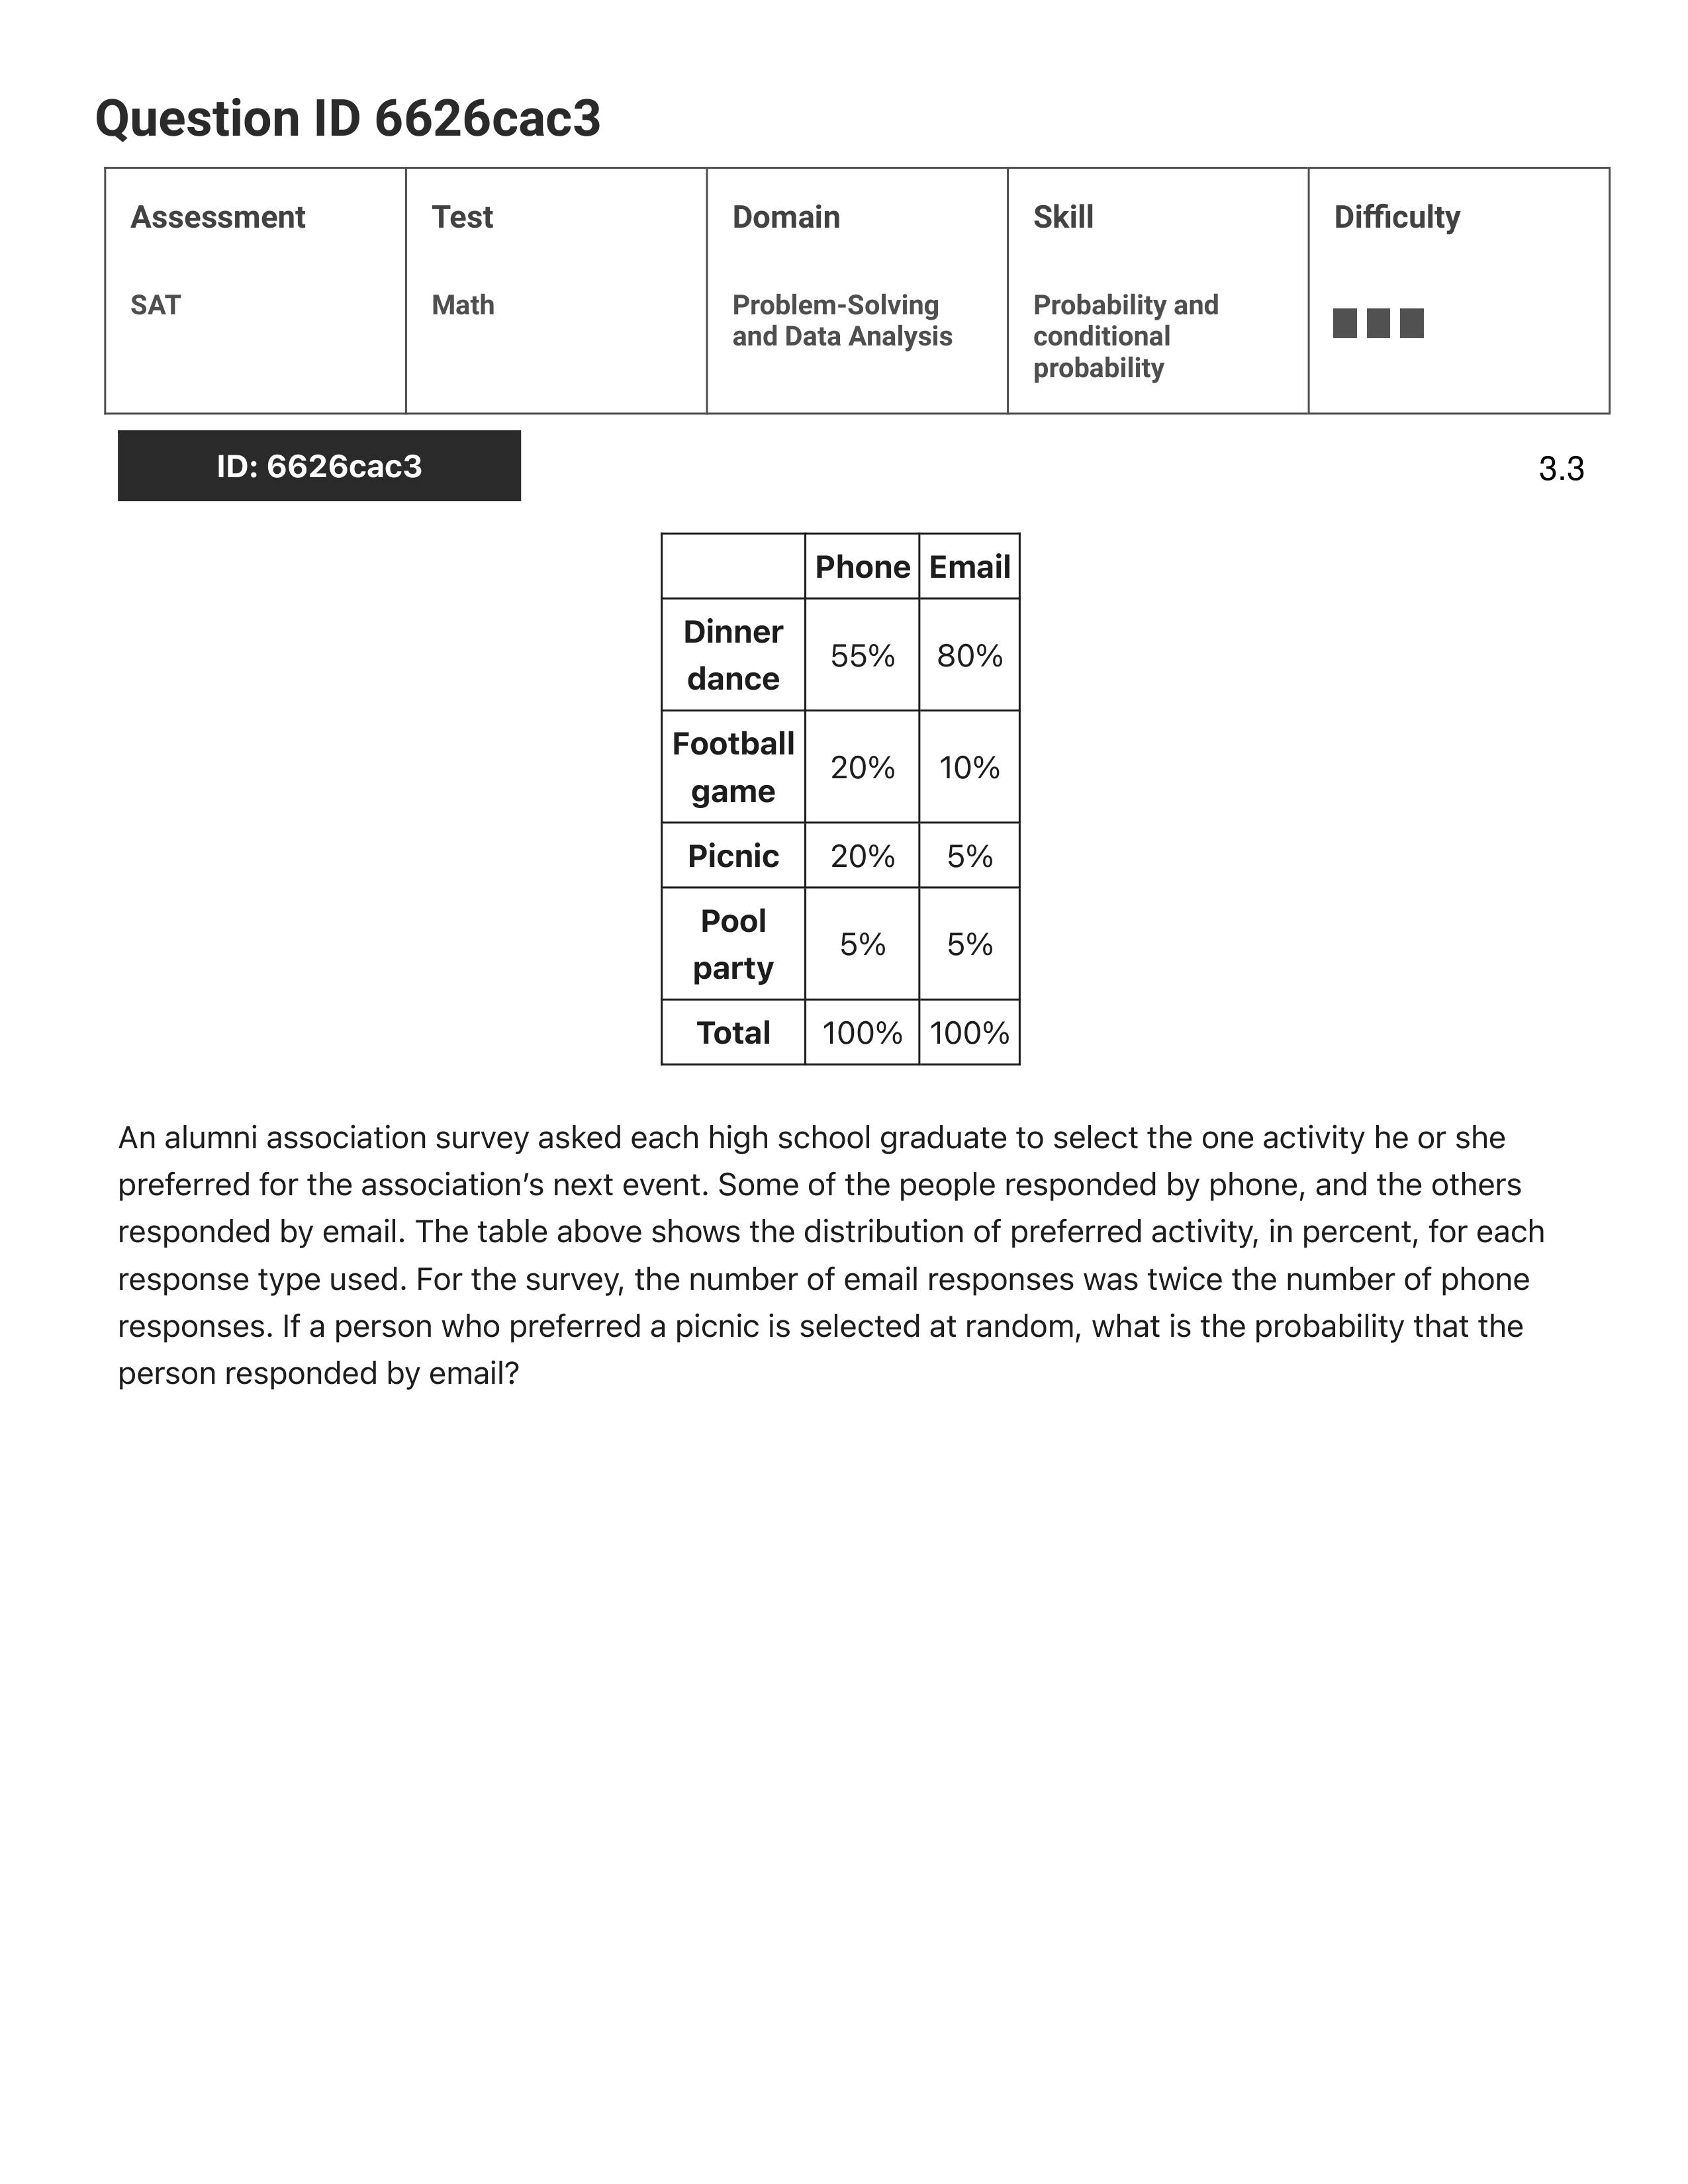 Question ID 6626cac3
Assessment
Test
Domain
Skill
Difficulty
SAT
Math
Problem-Solving
and Data Analysis
Probability and
conditional
probability
ID: 6626cac3
3.3
Phone Email
Dinner
dance
55% 80%
Football
game
20% 10%
Picnic 20% 5%
Pool
party
5% 5%
Total 100% 100%
An alumni association survey asked each high school graduate to select the one activity he or she
preferred for the association’s next event. Some of the people responded by phone, and the others
responded by email. The table above shows the distribution of preferred activity, in percent, for each
response type used. For the survey, the number of email responses was twice the number of phone
responses. If a person who preferred a picnic is selected at random, what is the probability that the
person responded by email?